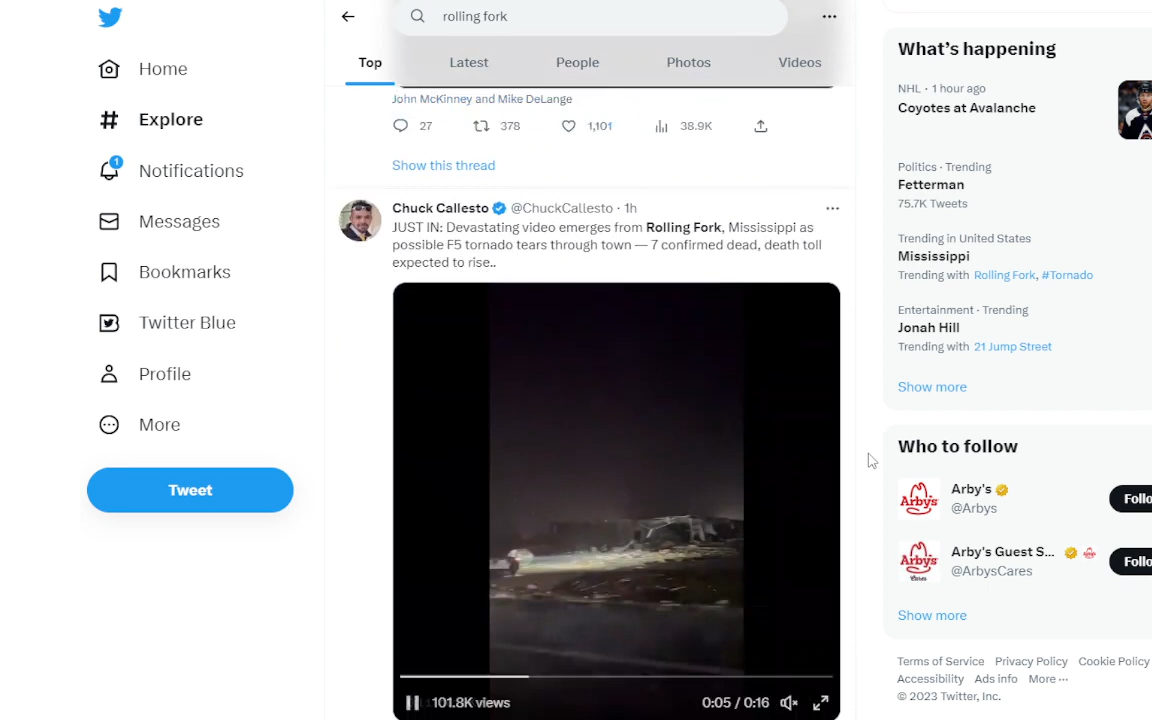 Home
Explore
1
Notifications
Messages
Bookmarks
Twitter Blue
Profile
More
Tweet
rolling fork
Top
Latest
People
Photos
Videos
John McKinney and Mike DeLange
27
378
1,101
38.9K
Show this thread
Chuck Callesto @ChuckCallesto · 1h
JUST IN: Devastating video emerges from Rolling Fork, Mississippi as
possible F5 tornado tears through town — 7 confirmed dead, death toll
expected to rise..
101.8K views
0:05 / 0:16
What's happening
NHL · 1 hour ago
Coyotes at Avalanche
Politics · Trending
Fetterman
75.7K Tweets
Trending in United States
Mississippi
Trending with Rolling Fork, #Tornado
Entertainment · Trending
Jonah Hill
Trending with 21 Jump Street
Show more
Who to follow
Arby's
Arby's
@Arbys
Follo
Arby's
Cares
Arby's Guest S...
@ArbysCares
Follo
Show more
Terms of Service Privacy Policy Cookie Policy
Accessibility Ads info More ···
© 2023 Twitter, Inc.